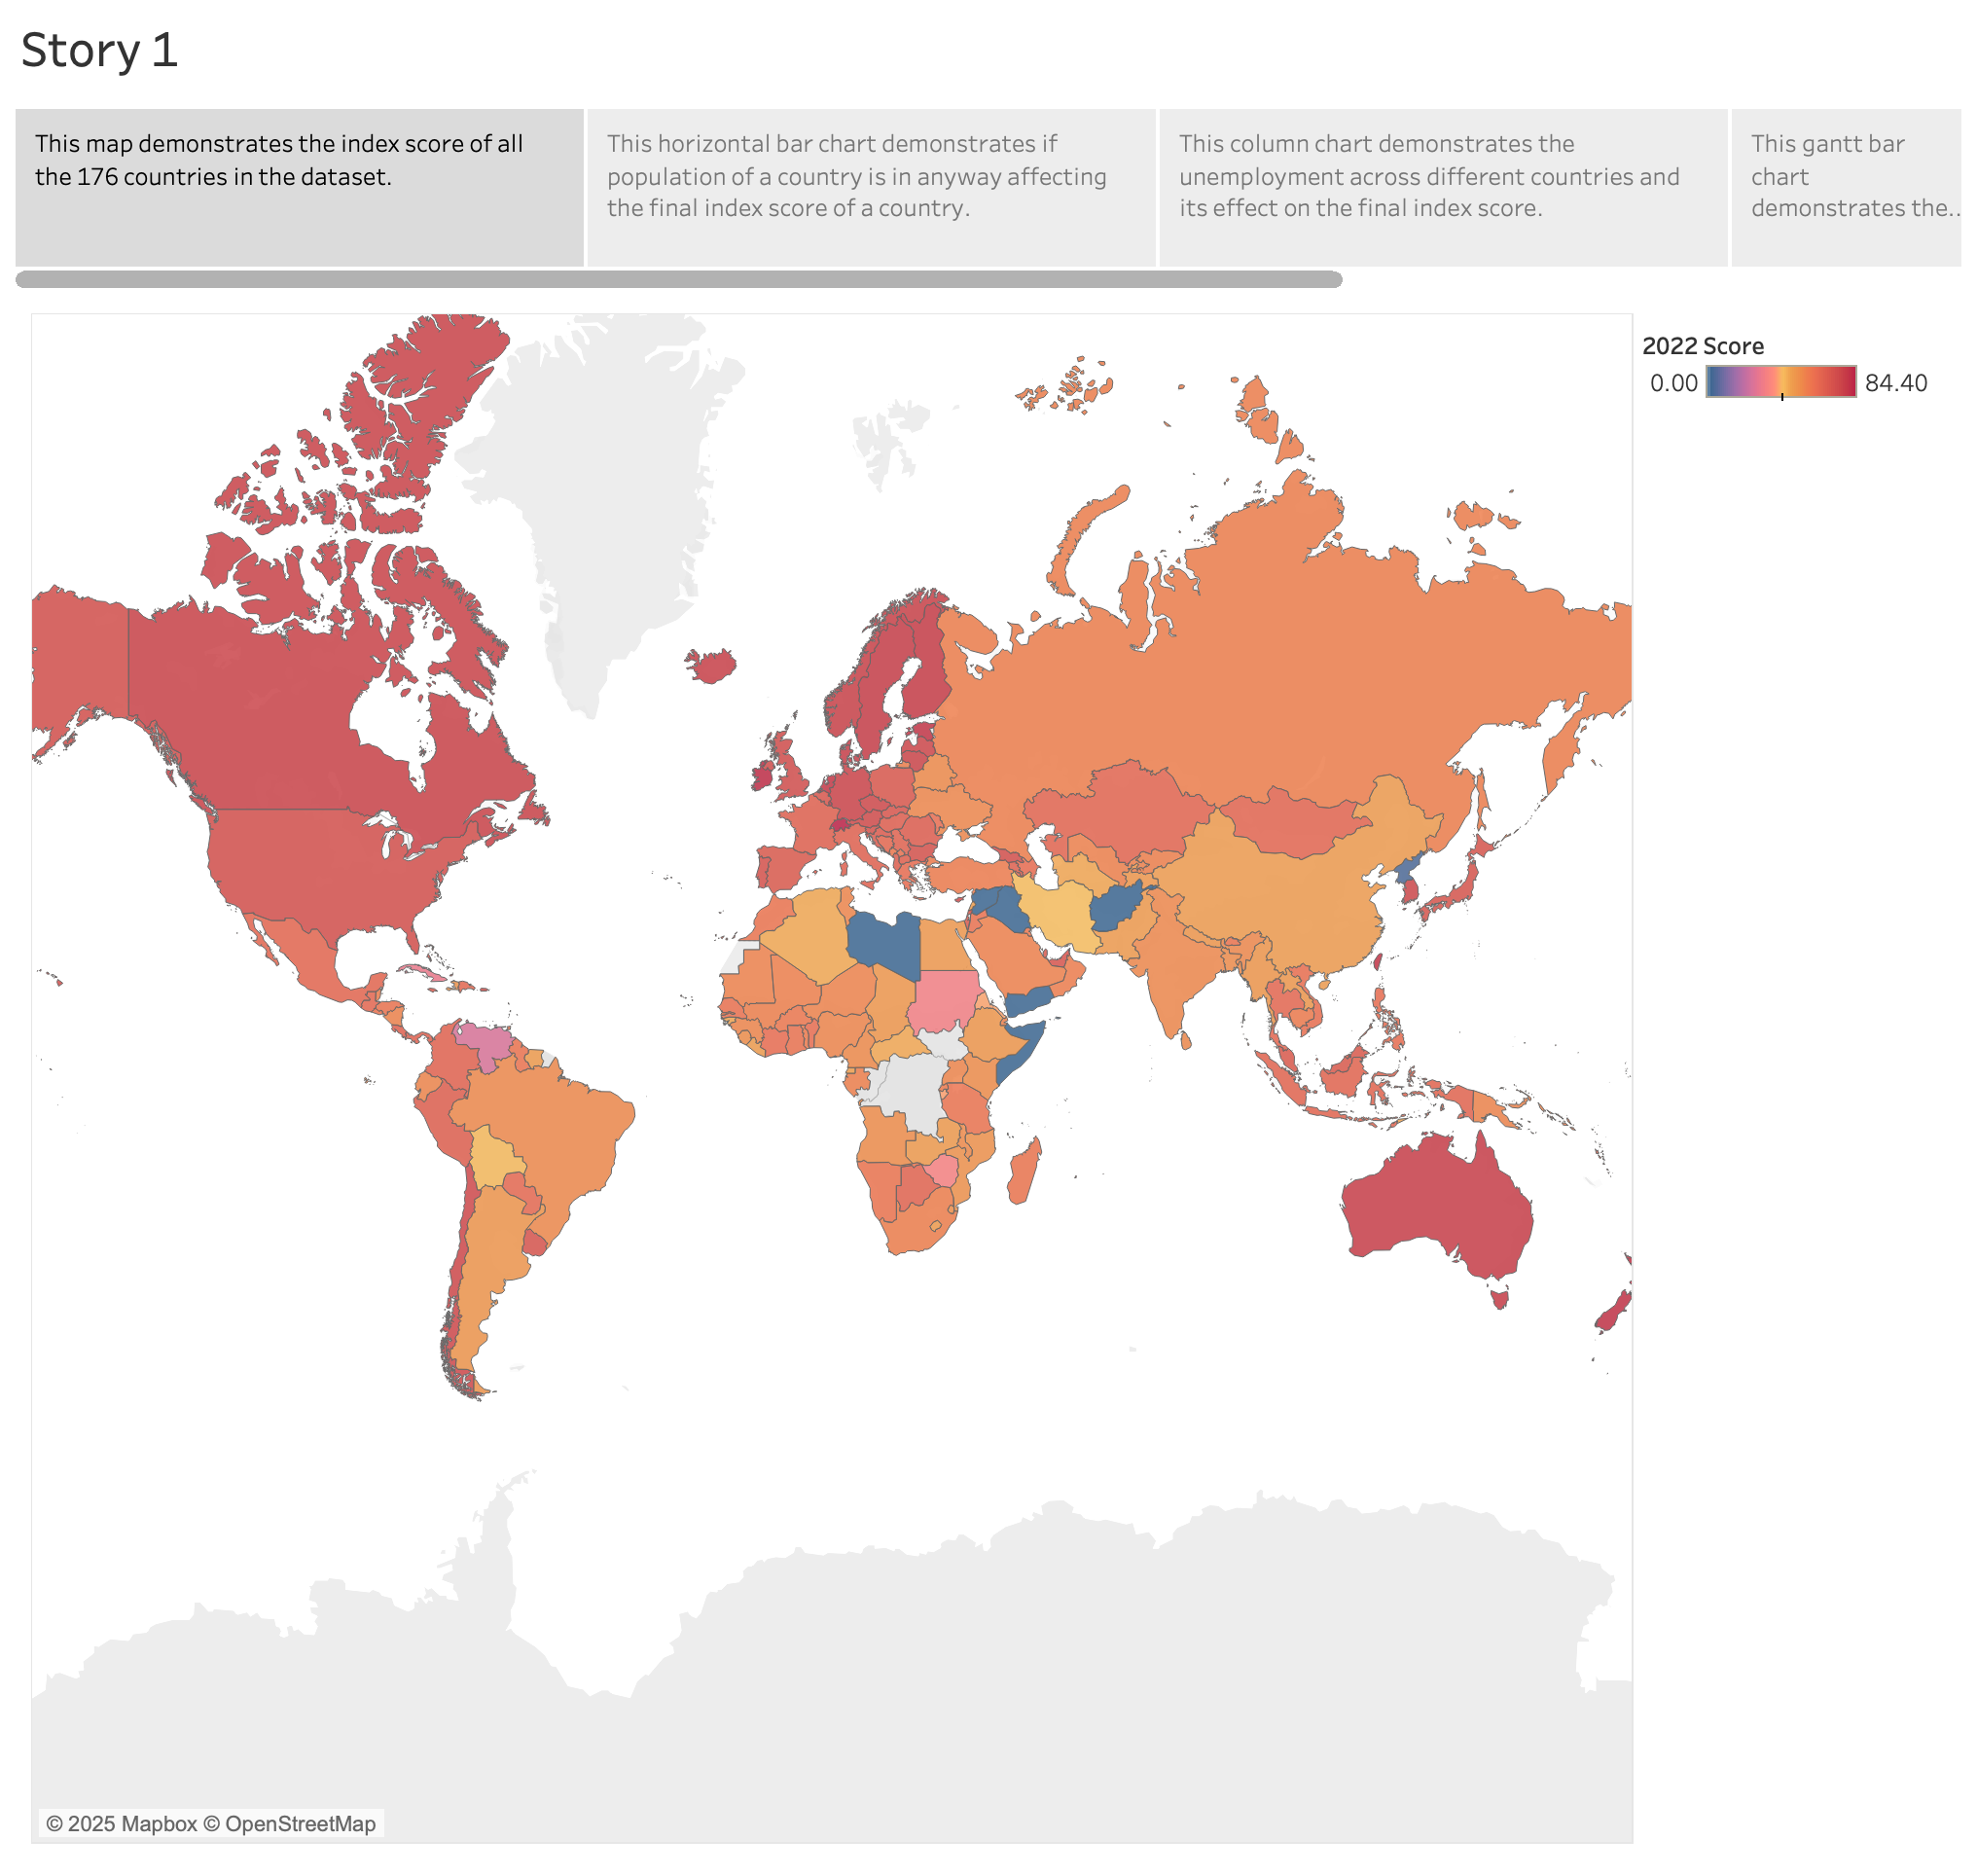 Story 1
This map demonstrates the index score of all
the 176 countries in the dataset.
This horizontal bar chart demonstrates if
population of a country is in anyway affecting
the final index score of a country.
This column chart demonstrates the
unemployment across different countries and
its effect on the final index score.
This gantt bar
chart
demonstrates the..
2022 Score
0.00
84.40
© 2025 Mapbox © OpenStreetMap